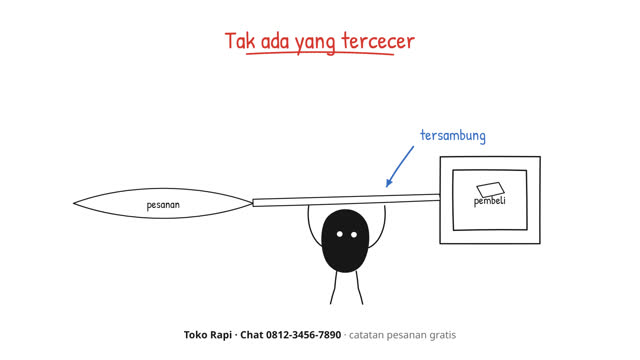 Tak ada yang tercecer
tersambung
pesanan
pembeli
Toko Rapi · Chat 0812-3456-7890 · catatan pesanan gratis